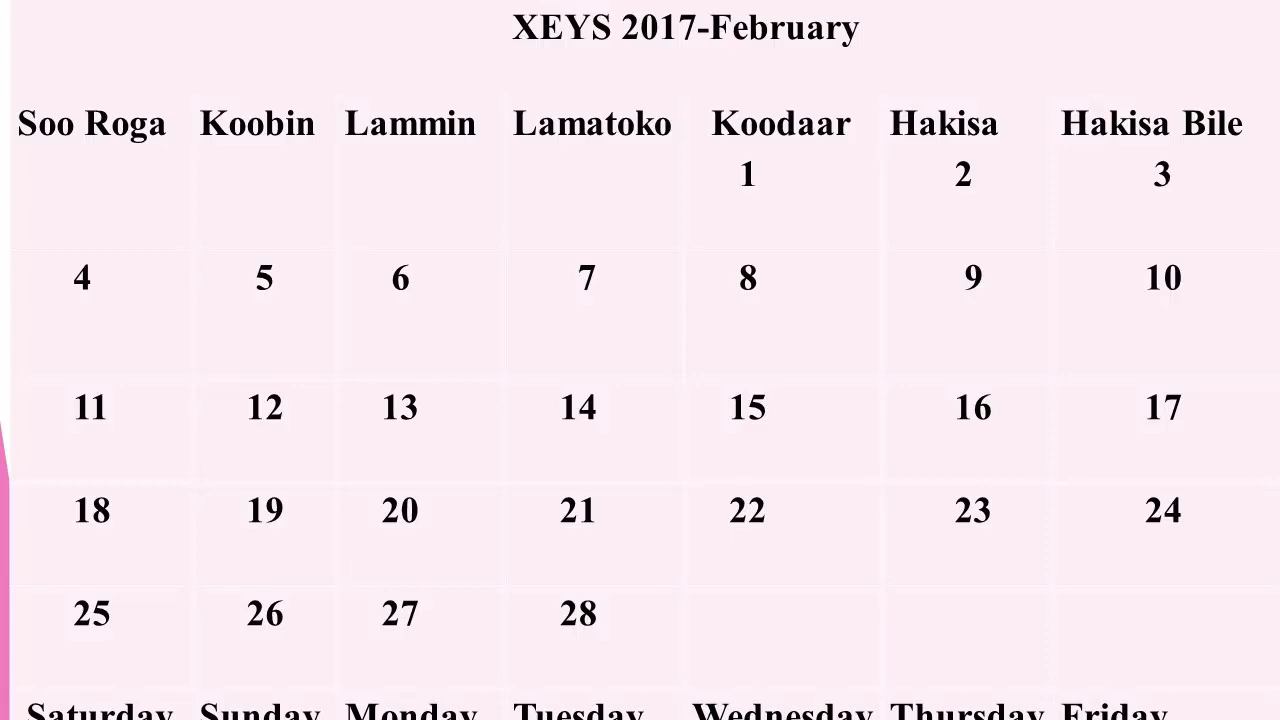 XEYS 2017-February
Soo Roga Koobin Lammin Lamatoko Koodaar Hakisa Hakisa Bile
1 2 3
4 5 6 7 8 9 10
11 12 13 14 15 16 17
18 19 20 21 22 23 24
25 26 27 28
Saturday Sunday Monday Tuesday Wednesday Thursday Friday